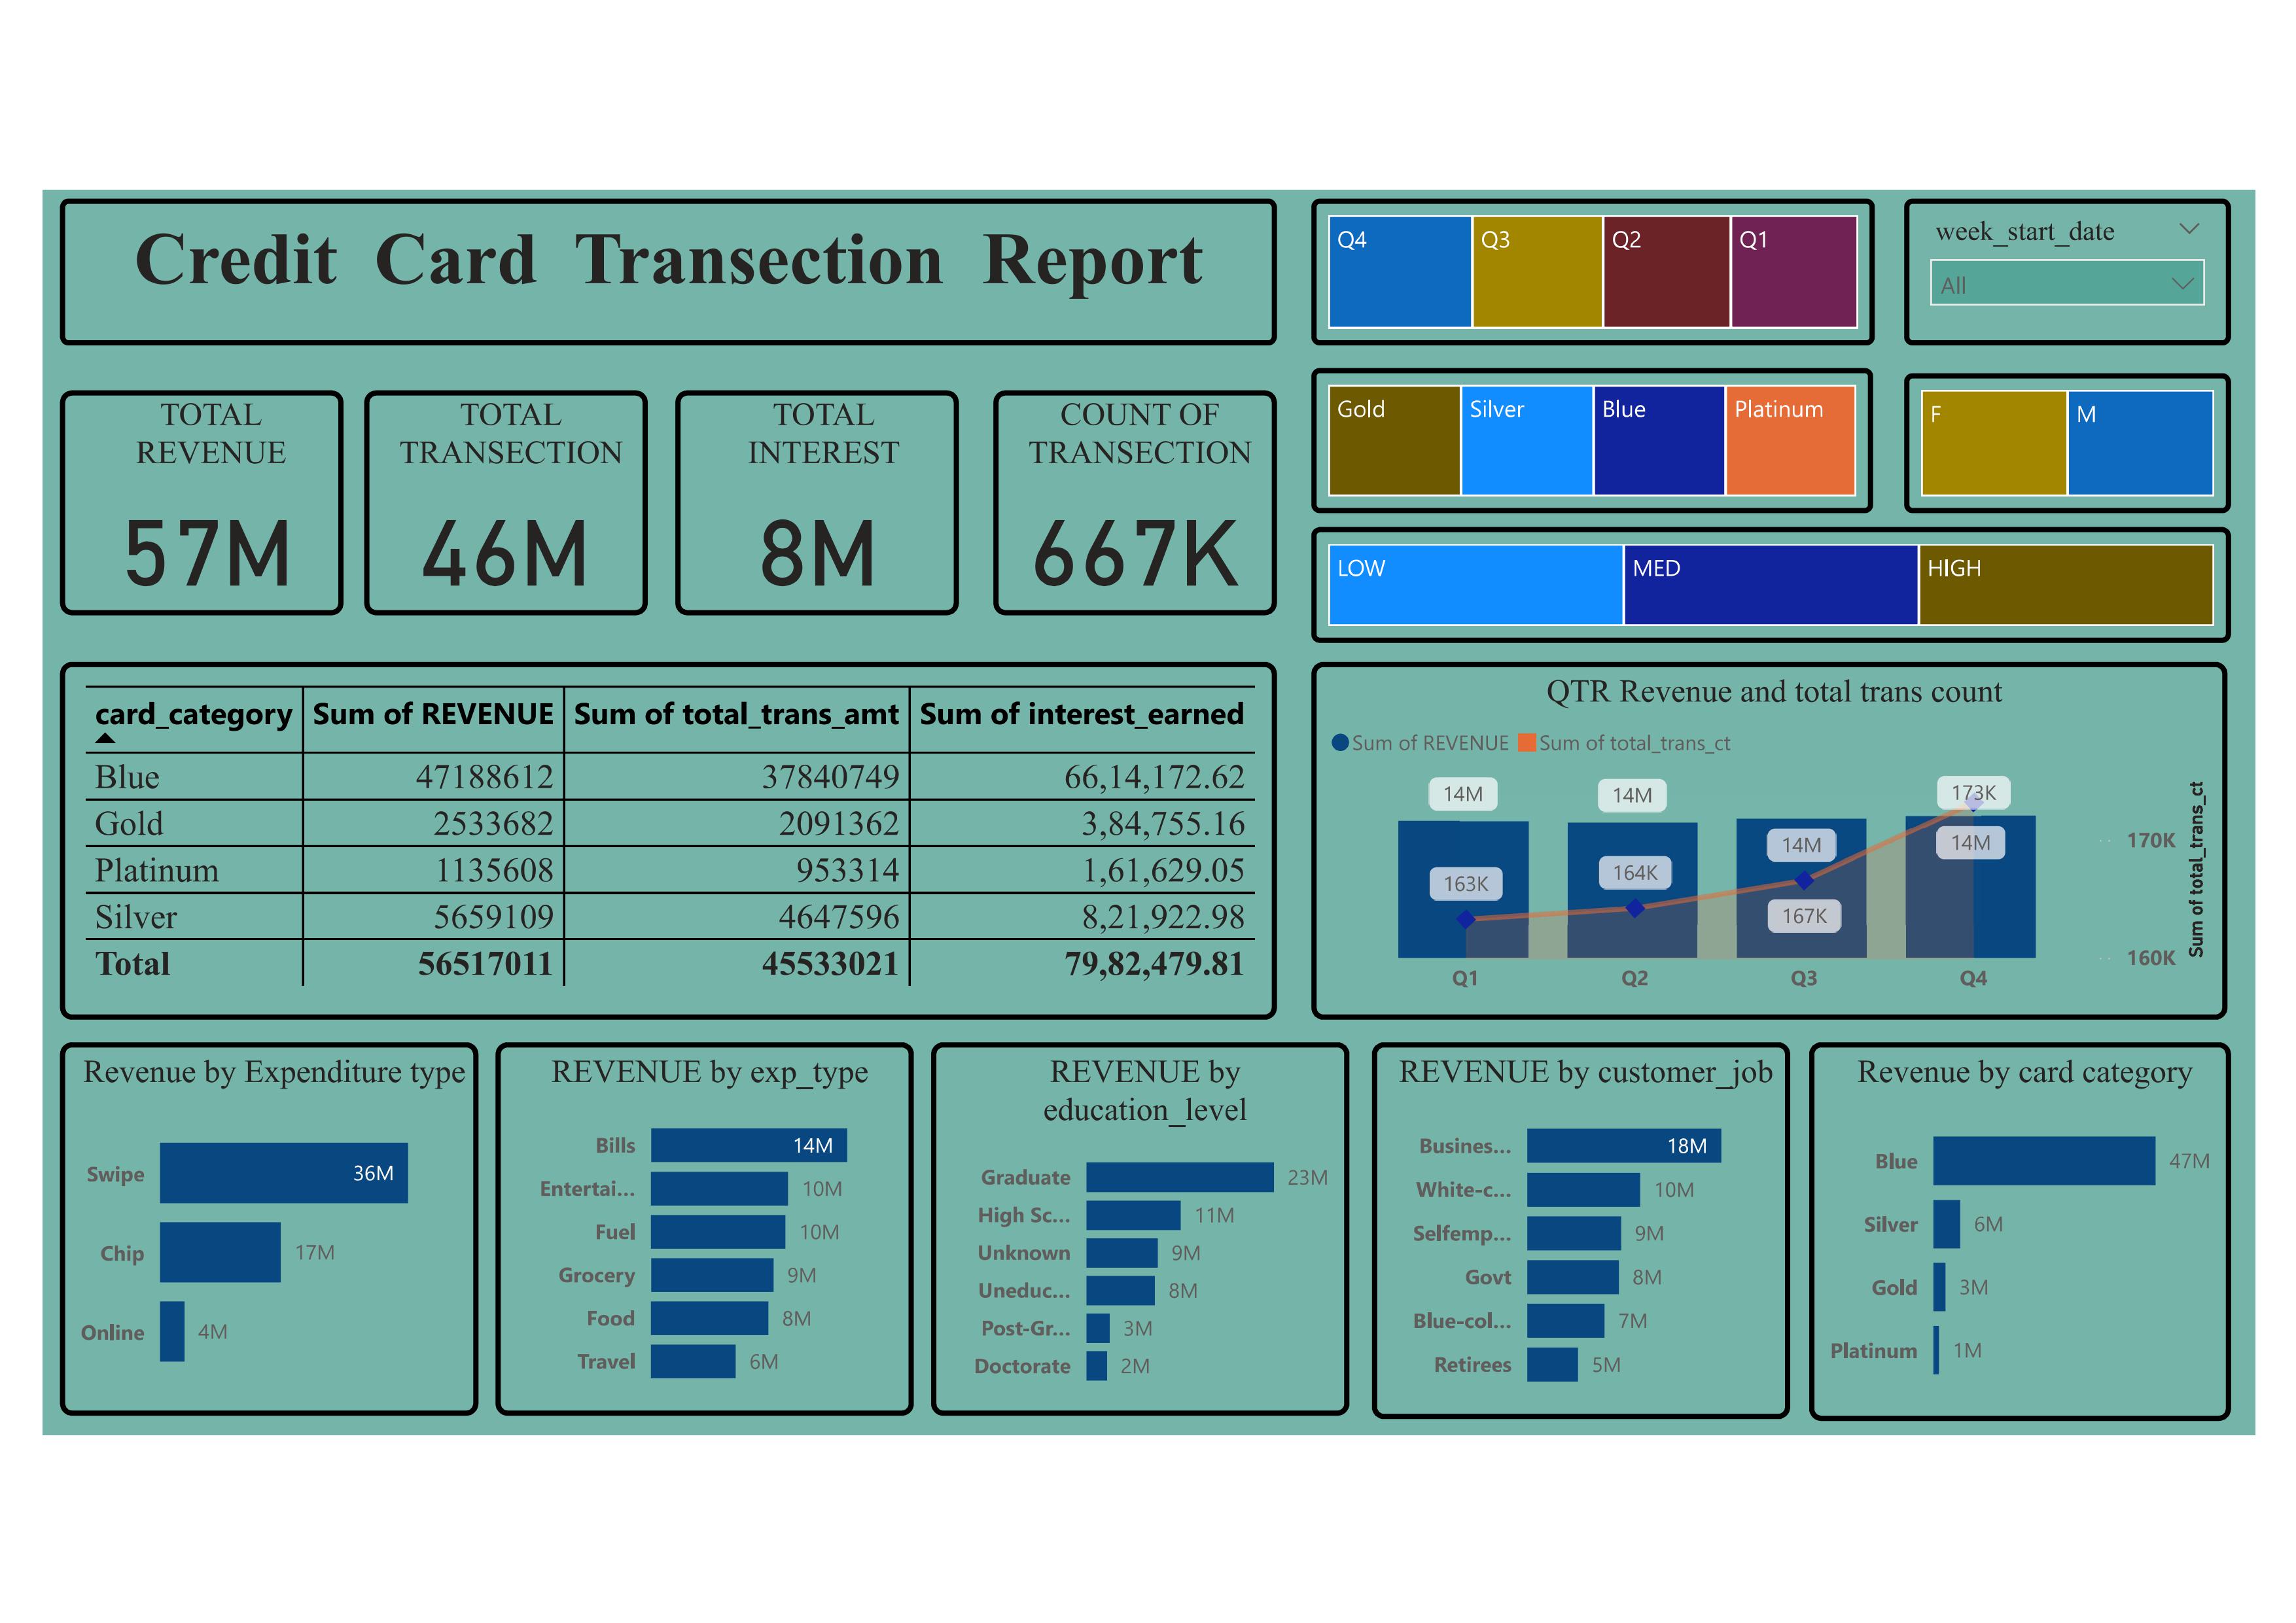 Credit Card Transection Report
Q4 Q3 Q2 Q1
week_start_date
All
TOTAL
REVENUE
57M
TOTAL
TRANSECTION
46M
TOTAL
INTEREST
8M
COUNT OF
TRANSECTION
667K
Gold Silver Blue Platinum
F M
LOW MED HIGH
card_category Sum of REVENUE Sum of total_trans_amt Sum of interest_earned
Blue 47188612 37840749 66,14,172.62
Gold 2533682 2091362 3,84,755.16
Platinum 1135608 953314 1,61,629.05
Silver 5659109 4647596 8,21,922.98
Total 56517011 45533021 79,82,479.81
QTR Revenue and total trans count
Sum of REVENUE Sum of total_trans_ct
14M 14M 173K
14M 14M
163K 164K
167K
170K
160K
Sum of total_trans_ct
Q1 Q2 Q3 Q4
Revenue by Expenditure type
Swipe 36M
Chip 17M
Online 4M
REVENUE by exp_type
Bills 14M
Entertai... 10M
Fuel 10M
Grocery 9M
Food 8M
Travel 6M
REVENUE by
education_level
Graduate 23M
High Sc... 11M
Unknown 9M
Uneduc... 8M
Post-Gr... 3M
Doctorate 2M
REVENUE by customer_job
Busines... 18M
White-c... 10M
Selfemp... 9M
Govt 8M
Blue-col... 7M
Retirees 5M
Revenue by card category
Blue 47M
Silver 6M
Gold 3M
Platinum 1M